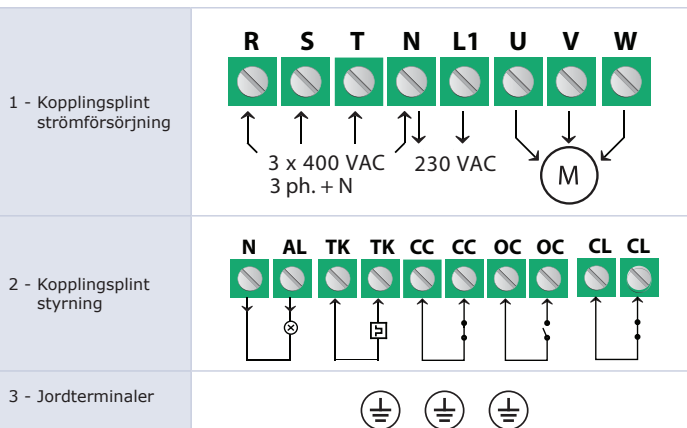 R S T N L1 U V W
1 - Kopplingsplint
strömförsörjning
3 x 400 VAC
3 ph. + N
230 VAC
M
N AL TK TK CC CC OC OC CL CL
2 - Kopplingsplint
styrning
3 - Jordterminaler